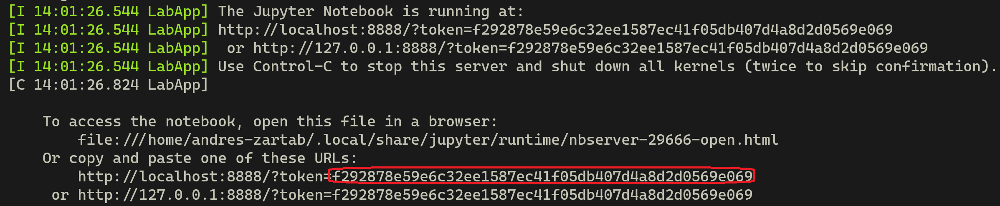 [I 14:01:26.544 LabApp] The Jupyter Notebook is running at:
[I 14:01:26.544 LabApp] http://localhost:8888/?token=f292878e59e6c32ee1587ec41f05db407d4a8d2d0569e069
[I 14:01:26.544 LabApp]  or http://127.0.0.1:8888/?token=f292878e59e6c32ee1587ec41f05db407d4a8d2d0569e069
[I 14:01:26.544 LabApp] Use Control-C to stop this server and shut down all kernels (twice to skip confirmation).
[C 14:01:26.824 LabApp]
To access the notebook, open this file in a browser:
file:///home/andres-zartab/.local/share/jupyter/runtime/nbserver-29666-open.html
Or copy and paste one of these URLs:
http://localhost:8888/?token=f292878e59e6c32ee1587ec41f05db407d4a8d2d0569e069
or http://127.0.0.1:8888/?token=f292878e59e6c32ee1587ec41f05db407d4a8d2d0569e069